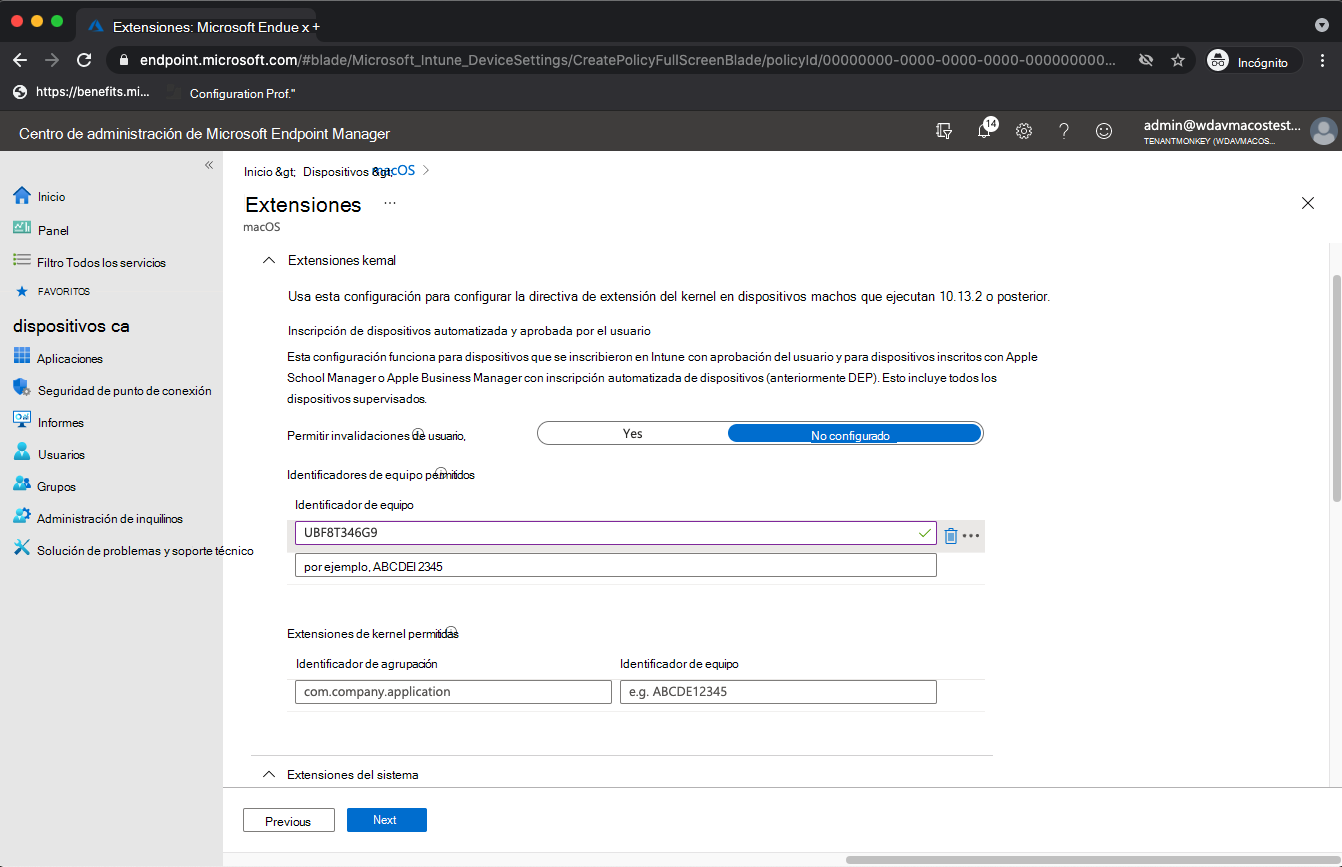 Extensiones: Microsoft Endue x +
endpoint.microsoft.com/#blade/Microsoft_Intune_DeviceSettings/CreatePolicyFullScreenBlade/policyId/00000000-0000-0000-0000-000000000...
Incógnito
https://benefits.mi...
Configuration Prof."
Centro de administración de Microsoft Endpoint Manager
14
admin@wdavmacostest...
TENANTMONKEY (WDAVMACOS...
«
Inicio
Panel
Filtro Todos los servicios
FAVORITOS
dispositivos ca
Aplicaciones
Seguridad de punto de conexión
Informes
Usuarios
Grupos
Administración de inquilinos
Solución de problemas y soporte técnico
Inicio &gt; Dispositivos &gt; macOS >
Extensiones ...
macOS
Extensiones kemal
Usa esta configuración para configurar la directiva de extensión del kernel en dispositivos machos que ejecutan 10.13.2 o posterior.
Inscripción de dispositivos automatizada y aprobada por el usuario
Esta configuración funciona para dispositivos que se inscribieron en Intune con aprobación del usuario y para dispositivos inscritos con Apple
School Manager o Apple Business Manager con inscripción automatizada de dispositivos (anteriormente DEP). Esto incluye todos los
dispositivos supervisados.
Permitir invalidaciones de usuario,
Yes
No configurado
Identificadores de equipo permitidos
Identificador de equipo
UBF8T346G9
por ejemplo, ABCDEI 2345
Extensiones de kernel permitidas
Identificador de agrupación
Identificador de equipo
com.company.application
e.g. ABCDE12345
Extensiones del sistema
Previous
Next